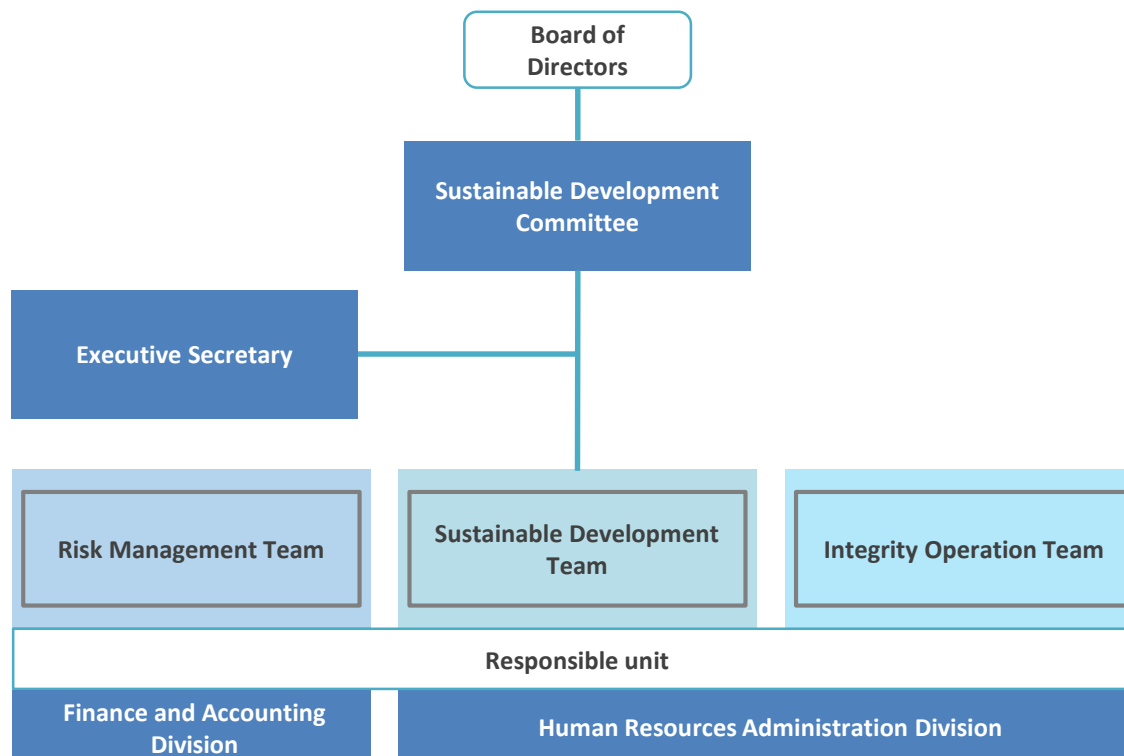 Board of
Directors
Sustainable Development
Committee
Executive Secretary
Risk Management Team
Sustainable Development
Team
Integrity Operation Team
Responsible unit
Finance and Accounting
Division
Human Resources Administration Division